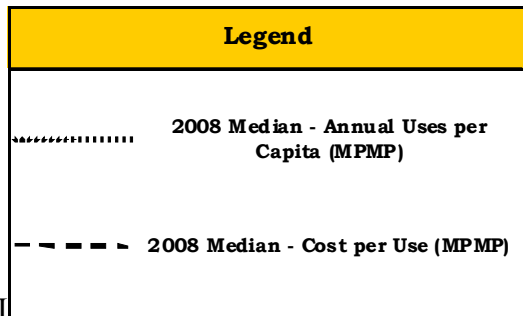 Legend
2008 Median - Annual Uses per
Capita (MPMP)
2008 Median - Cost per Use (MPMP)